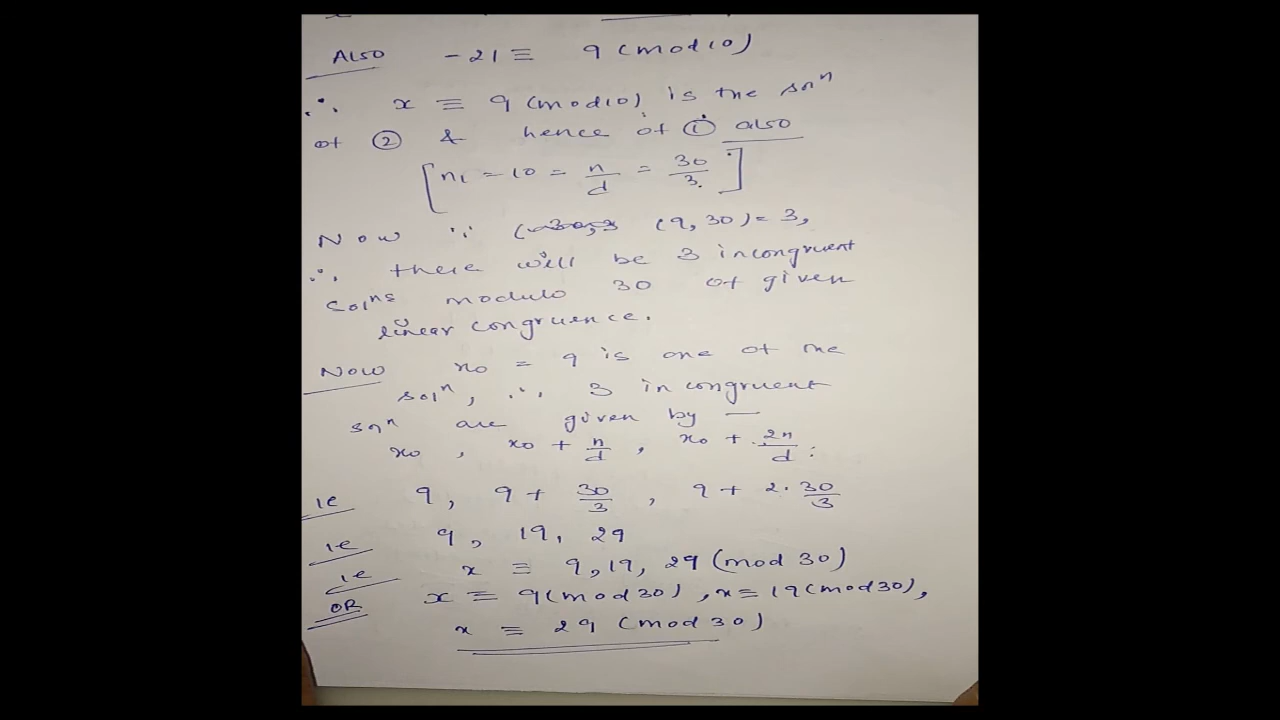 ALSO -21 ≡ 9 (mod 10)
∴ x ≡ 9 (mod 10) is the solⁿ
of ② & hence of ① also
[n₁ = 10 = n/d = 30/3]
Now ∵ (9, 30) = 3,
∴ there will be 3 incongruent
solⁿˢ modulo 30 of given
linear congruence.
Now x₀ = 9 is one of the
solⁿ, ∴ 3 incongruent
solⁿ are given by —
x₀, x₀ + n/d, x₀ + 2n/d :
ie 9, 9 + 30/3, 9 + 2·30/3
ie 9, 19, 29
ie x ≡ 9, 19, 29 (mod 30)
OR x ≡ 9 (mod 30), x ≡ 19 (mod 30),
x ≡ 29 (mod 30)